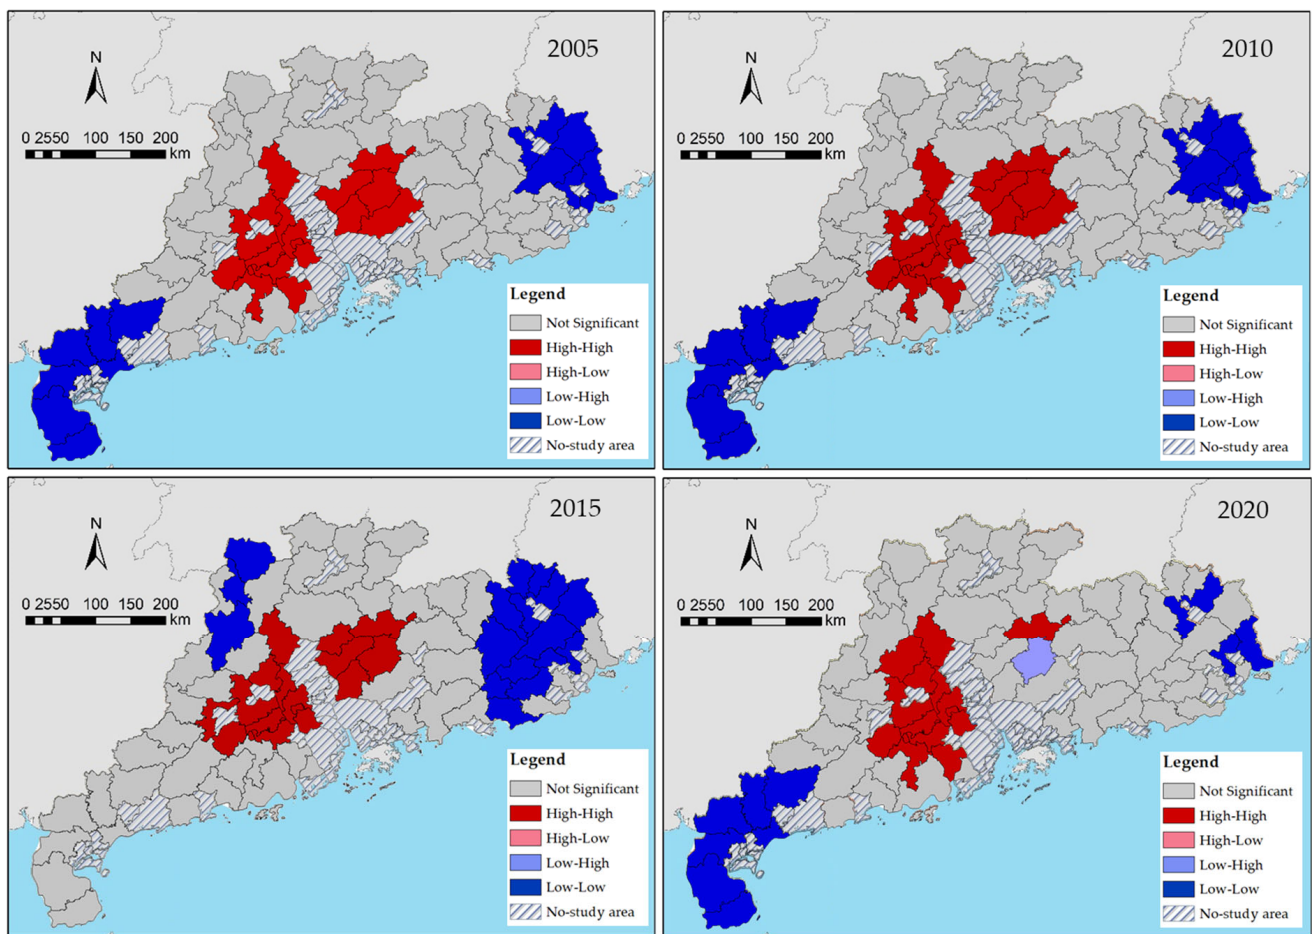 2005
N
0 2550 100 150 200
km
Legend
Not Significant
High-High
High-Low
Low-High
Low-Low
No-study area
2010
N
0 2550 100 150 200
km
Legend
Not Significant
High-High
High-Low
Low-High
Low-Low
No-study area
2015
N
0 2550 100 150 200
km
Legend
Not Significant
High-High
High-Low
Low-High
Low-Low
No-study area
2020
N
0 2550 100 150 200
km
Legend
Not Significant
High-High
High-Low
Low-High
Low-Low
No-study area